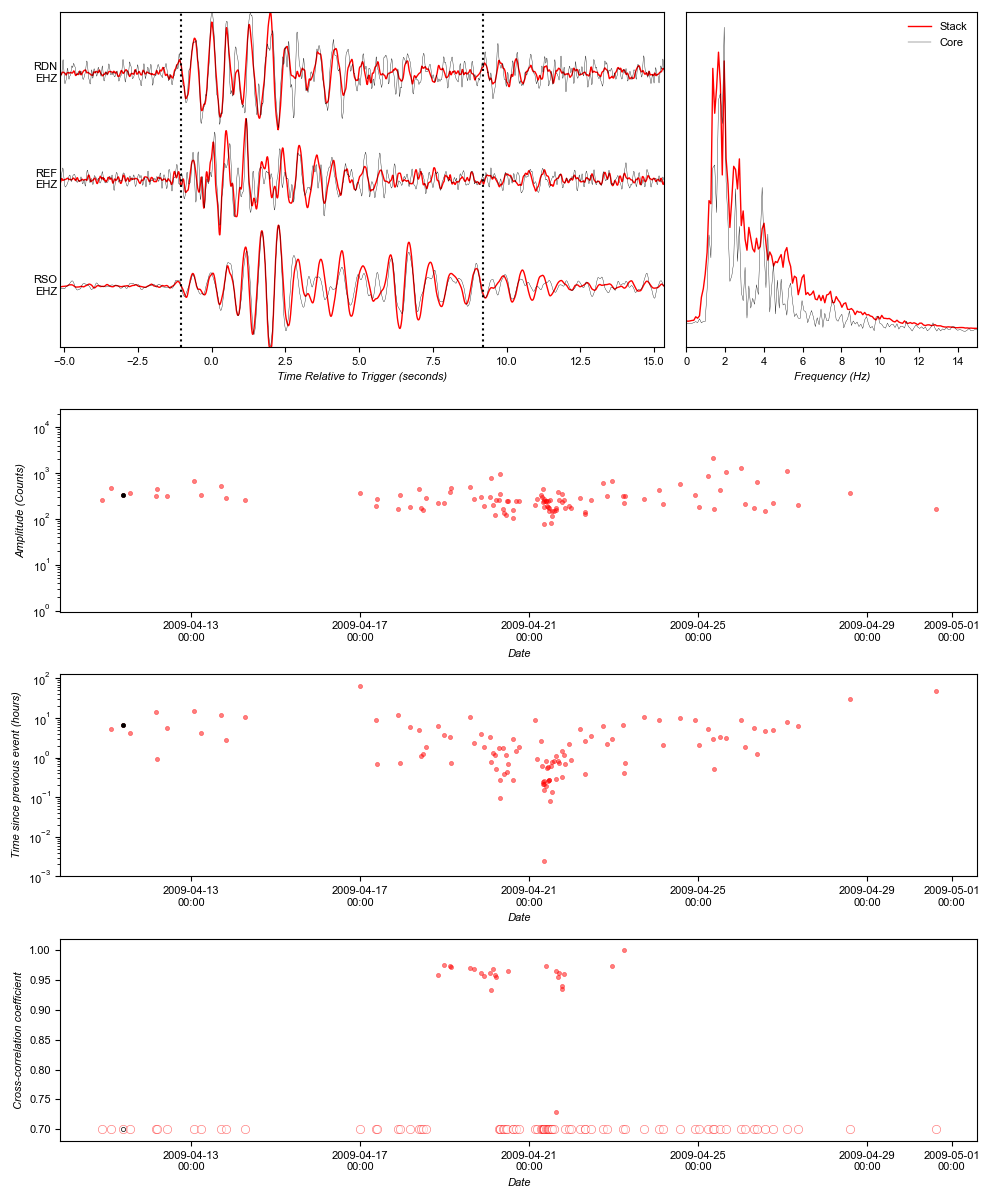 RDN
EHZ
REF
EHZ
RSO
EHZ
−5.0 −2.5 0.0 2.5 5.0 7.5 10.0 12.5 15.0
Time Relative to Trigger (seconds)
Stack
Core
0 2 4 6 8 10 12 14
Frequency (Hz)
Amplitude (Counts)
10^4
10^3
10^2
10^1
10^0
2009-04-13 2009-04-17 2009-04-21 2009-04-25 2009-04-29 2009-05-01
00:00 00:00 00:00 00:00 00:00 00:00
Date
Time since previous event (hours)
10^2
10^1
10^0
10^−1
10^−2
10^−3
2009-04-13 2009-04-17 2009-04-21 2009-04-25 2009-04-29 2009-05-01
00:00 00:00 00:00 00:00 00:00 00:00
Date
Cross-correlation coefficient
1.00
0.95
0.90
0.85
0.80
0.75
0.70
2009-04-13 2009-04-17 2009-04-21 2009-04-25 2009-04-29 2009-05-01
00:00 00:00 00:00 00:00 00:00 00:00
Date